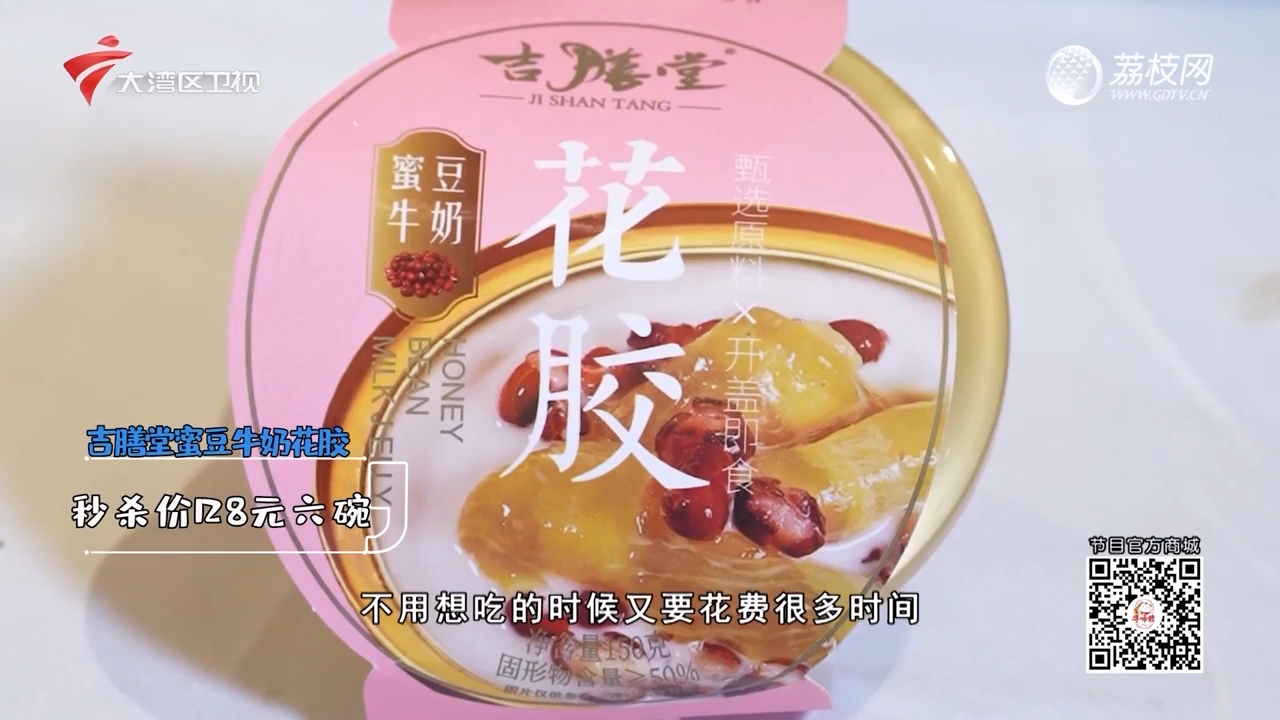 大湾区卫视
荔枝网
WWW.GDTV.CN
吉膳堂
JI SHAN TANG
蜜豆
牛奶
花胶
甄选原料×开盖即食
HONEY
BEAN
MILK JELLY
吉膳堂蜜豆牛奶花胶
秒杀价128元六碗
节目官方商城
不用想吃的时候又要花费很多时间
净含量150克
固形物含量≥50%